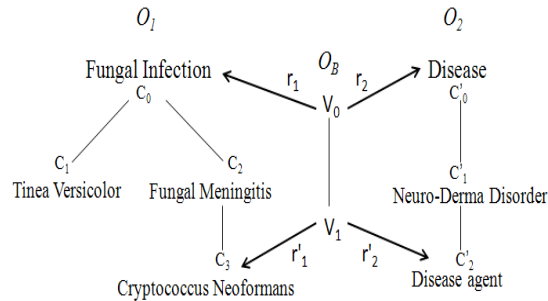 O1 O2
OB
Fungal Infection r1 r2 Disease
C0 V0 C'0
C1 C2 C'1
Tinea Versicolor Fungal Meningitis Neuro-Derma Disorder
V1
C3 r'1 r'2 C'2
Cryptococcus Neoformans Disease agent